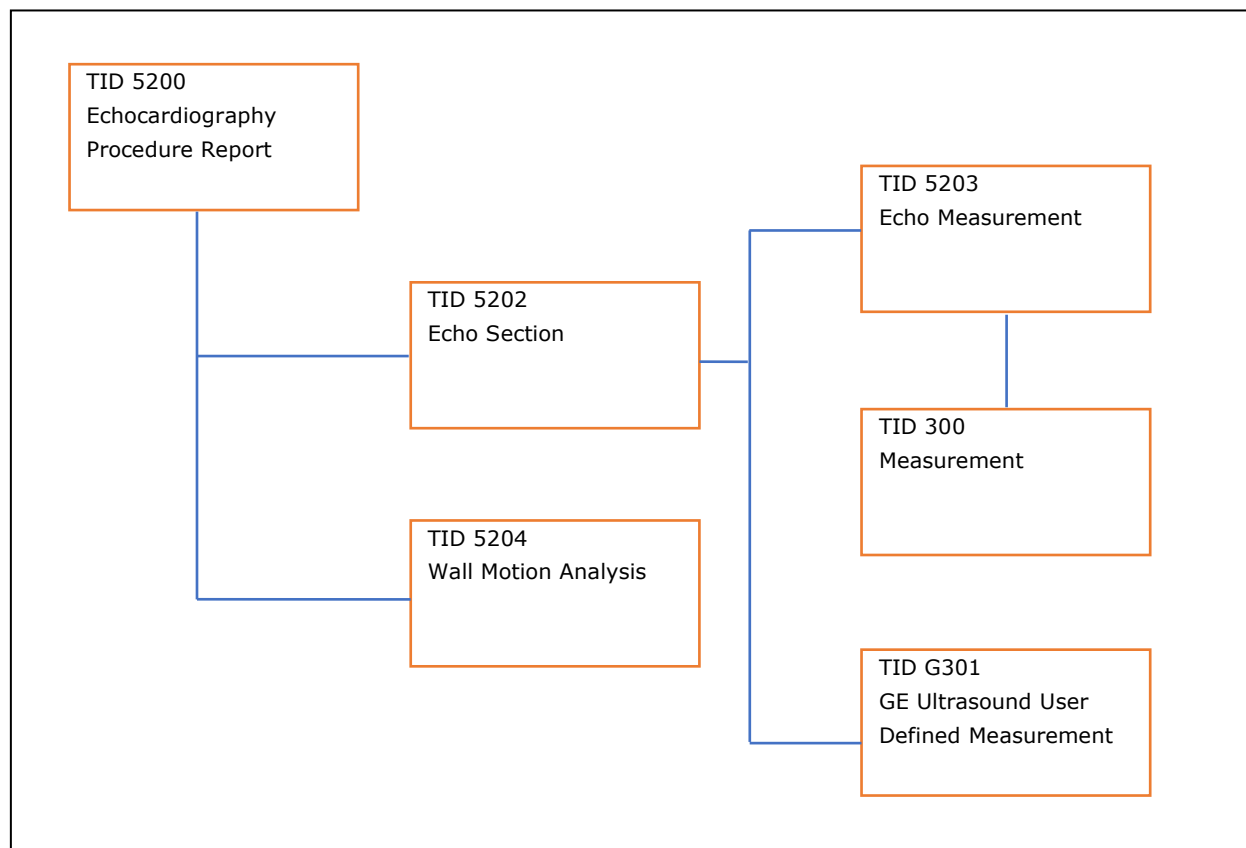 TID 5200
Echocardiography
Procedure Report
TID 5202
Echo Section
TID 5204
Wall Motion Analysis
TID 5203
Echo Measurement
TID 300
Measurement
TID G301
GE Ultrasound User
Defined Measurement